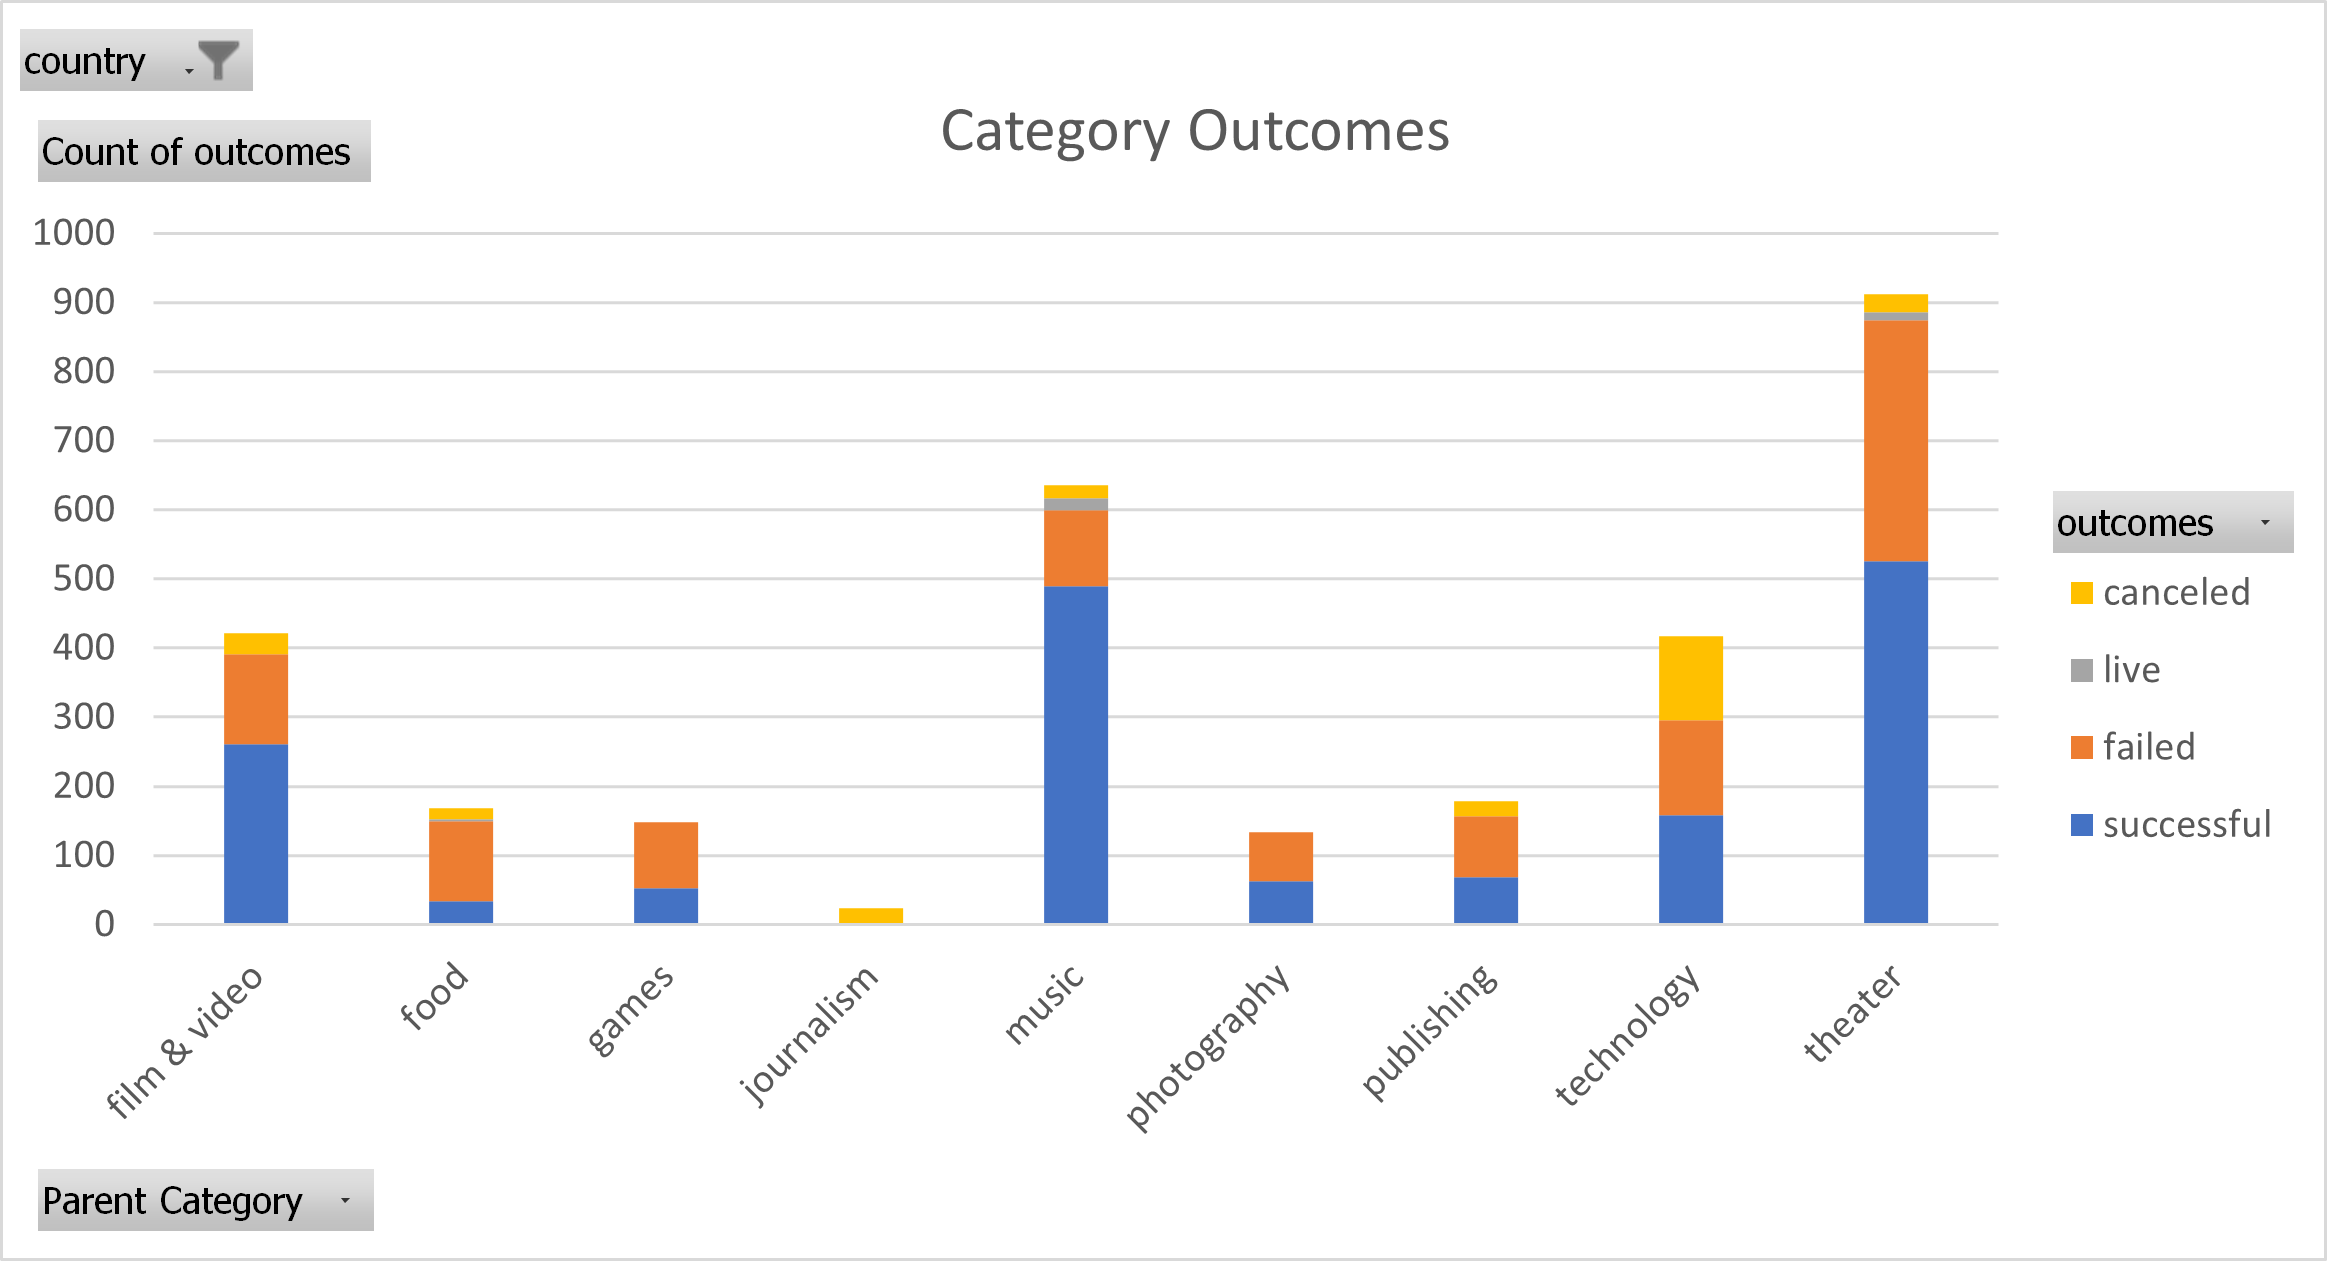 country
Count of outcomes
Category Outcomes
1000
900
800
700
600
500
400
300
200
100
0
film & video
food
games
journalism
music
photography
publishing
technology
theater
outcomes
canceled
live
failed
successful
Parent Category